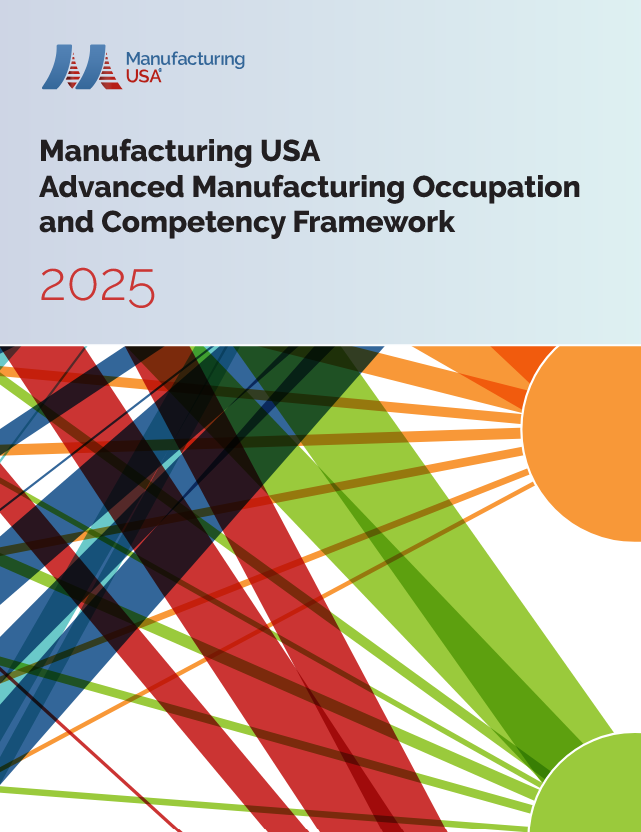 Manufacturing
USA®
Manufacturing USA
Advanced Manufacturing Occupation
and Competency Framework
2025